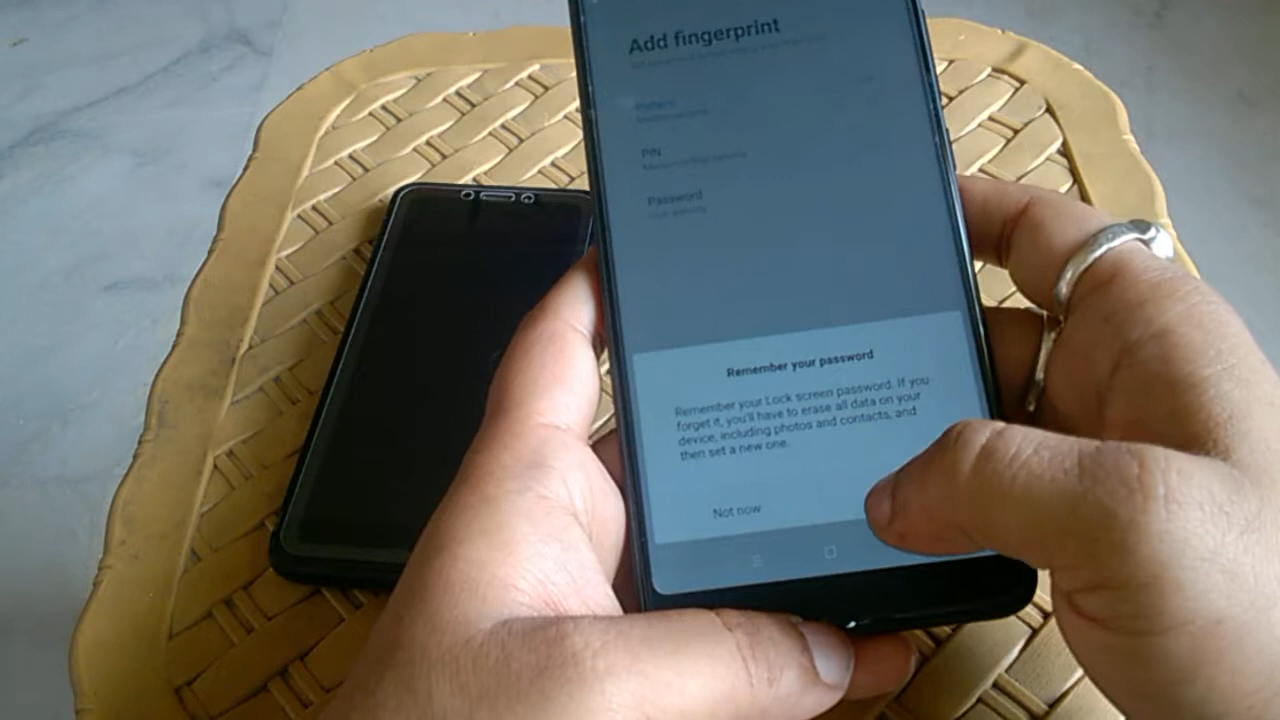 Add fingerprint
Pattern
PIN
Password
Remember your password
Remember your Lock screen password. If you
forget it, you'll have to erase all data on your
device, including photos and contacts, and
then set a new one.
Not now